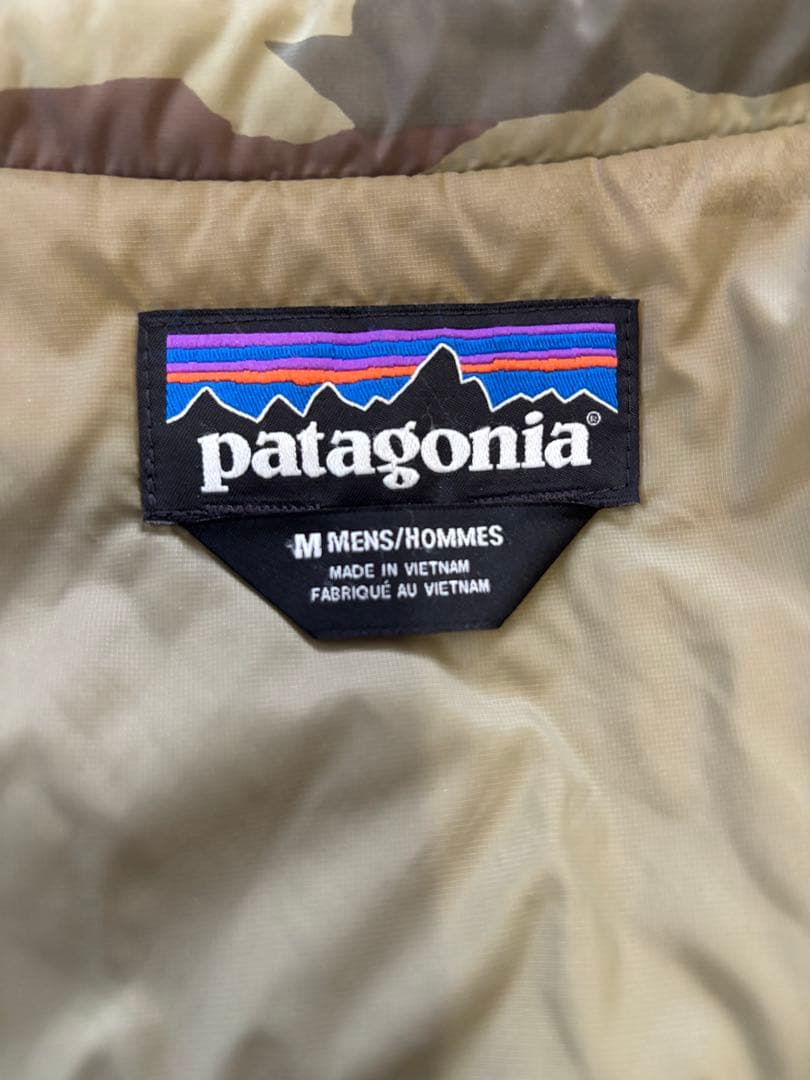 patagonia®
M MENS/HOMMES
MADE IN VIETNAM
FABRIQUÉ AU VIETNAM